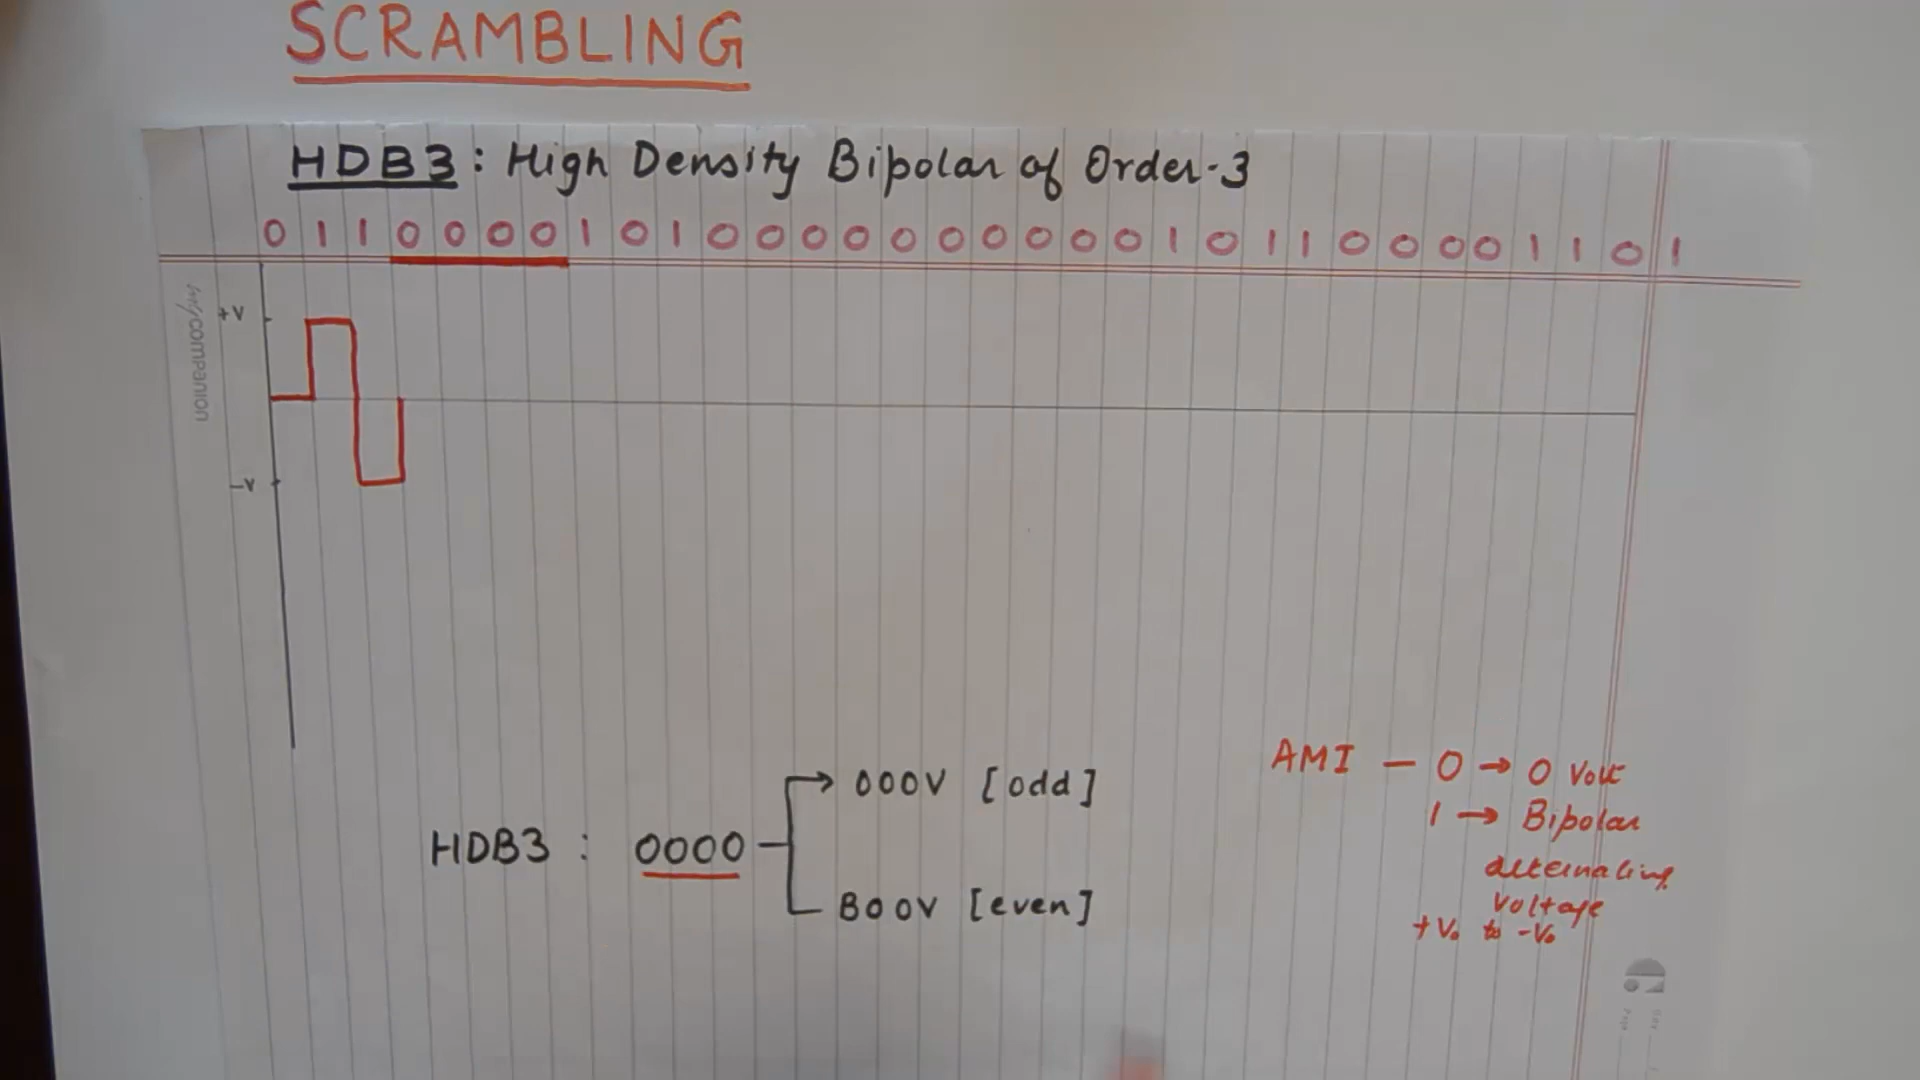 SCRAMBLING
HDB3 : High Density Bipolar of Order-3
0 1 1 0 0 0 0 1 0 1 0 0 0 0 0 0 0 0 0 0 1 0 1 1 0 0 0 0 1 1 0 1
+V
my companion
-V
AMI - 0 → 0 Volt
1 → Bipolar
alternating
voltage
+V₀ to -V₀
000V [odd]
HDB3 : 0000
B00V [even]